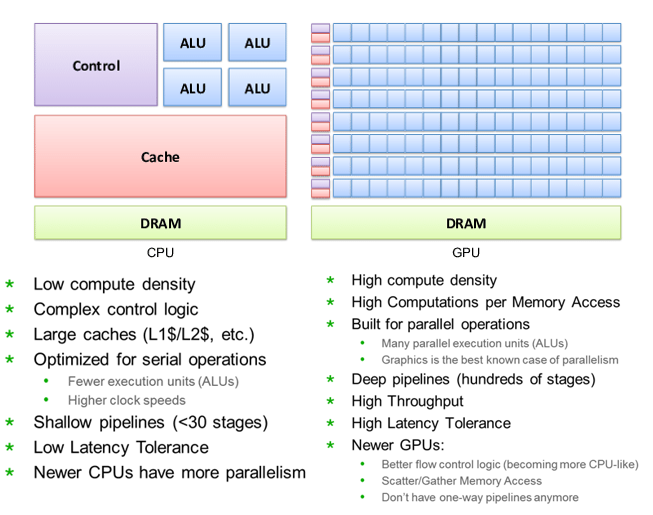 Control
ALU
ALU
ALU
ALU
Cache
DRAM
CPU
* Low compute density
* Complex control logic
* Large caches (L1$/L2$, etc.)
* Optimized for serial operations
• Fewer execution units (ALUs)
• Higher clock speeds
* Shallow pipelines (<30 stages)
* Low Latency Tolerance
* Newer CPUs have more parallelism
DRAM
GPU
* High compute density
* High Computations per Memory Access
* Built for parallel operations
• Many parallel execution units (ALUs)
• Graphics is the best known case of parallelism
* Deep pipelines (hundreds of stages)
* High Throughput
* High Latency Tolerance
* Newer GPUs:
• Better flow control logic (becoming more CPU-like)
• Scatter/Gather Memory Access
• Don't have one-way pipelines anymore